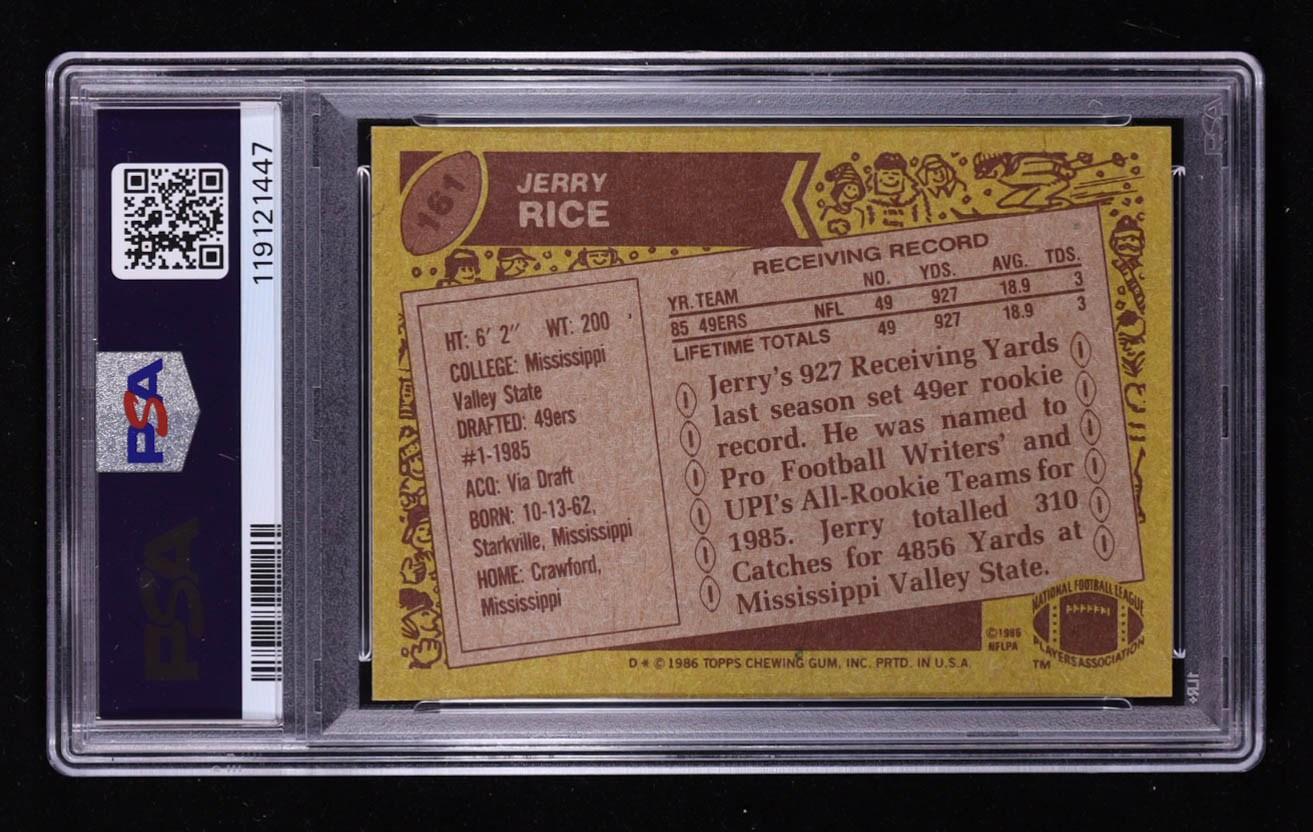 119121447
PSA
PSA
PSA
161
JERRY
RICE
RECEIVING RECORD
YR. TEAM NO. YDS. AVG. TDS.
85 49ERS NFL 49 927 18.9 3
LIFETIME TOTALS 49 927 18.9 3
HT: 6′ 2″ WT: 200
COLLEGE: Mississippi
Valley State
DRAFTED: 49ers
#1-1985
ACQ: Via Draft
BORN: 10-13-62,
Starkville, Mississippi
HOME: Crawford,
Mississippi
Jerry's 927 Receiving Yards
last season set 49er rookie
record. He was named to
Pro Football Writers' and
UPI's All-Rookie Teams for
1985. Jerry totalled 310
Catches for 4856 Yards at
Mississippi Valley State.
NATIONAL FOOTBALL LEAGUE
PLAYERS ASSOCIATION
TM
©1986
NFLPA
D * © 1986 TOPPS CHEWING GUM, INC. PRTD. IN U.S.A.